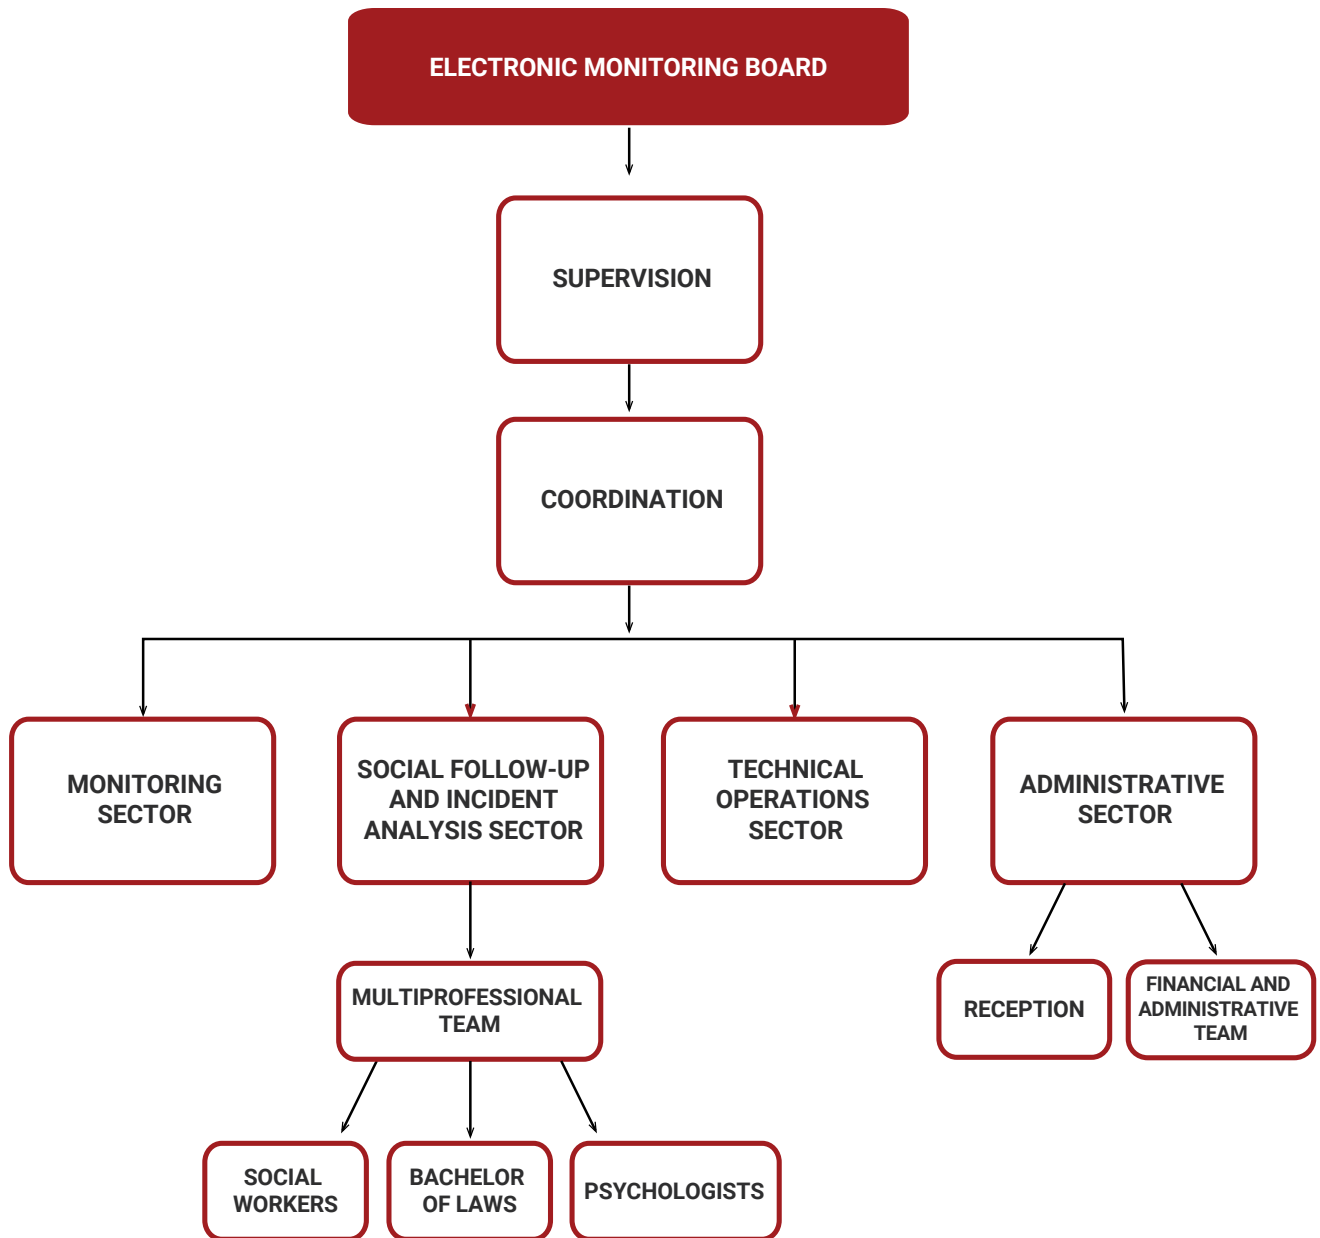 ELECTRONIC MONITORING BOARD
SUPERVISION
COORDINATION
MONITORING
SECTOR
SOCIAL FOLLOW-UP
AND INCIDENT
ANALYSIS SECTOR
TECHNICAL
OPERATIONS
SECTOR
ADMINISTRATIVE
SECTOR
MULTIPROFESSIONAL
TEAM
RECEPTION
FINANCIAL AND
ADMINISTRATIVE
TEAM
SOCIAL
WORKERS
BACHELOR
OF LAWS
PSYCHOLOGISTS